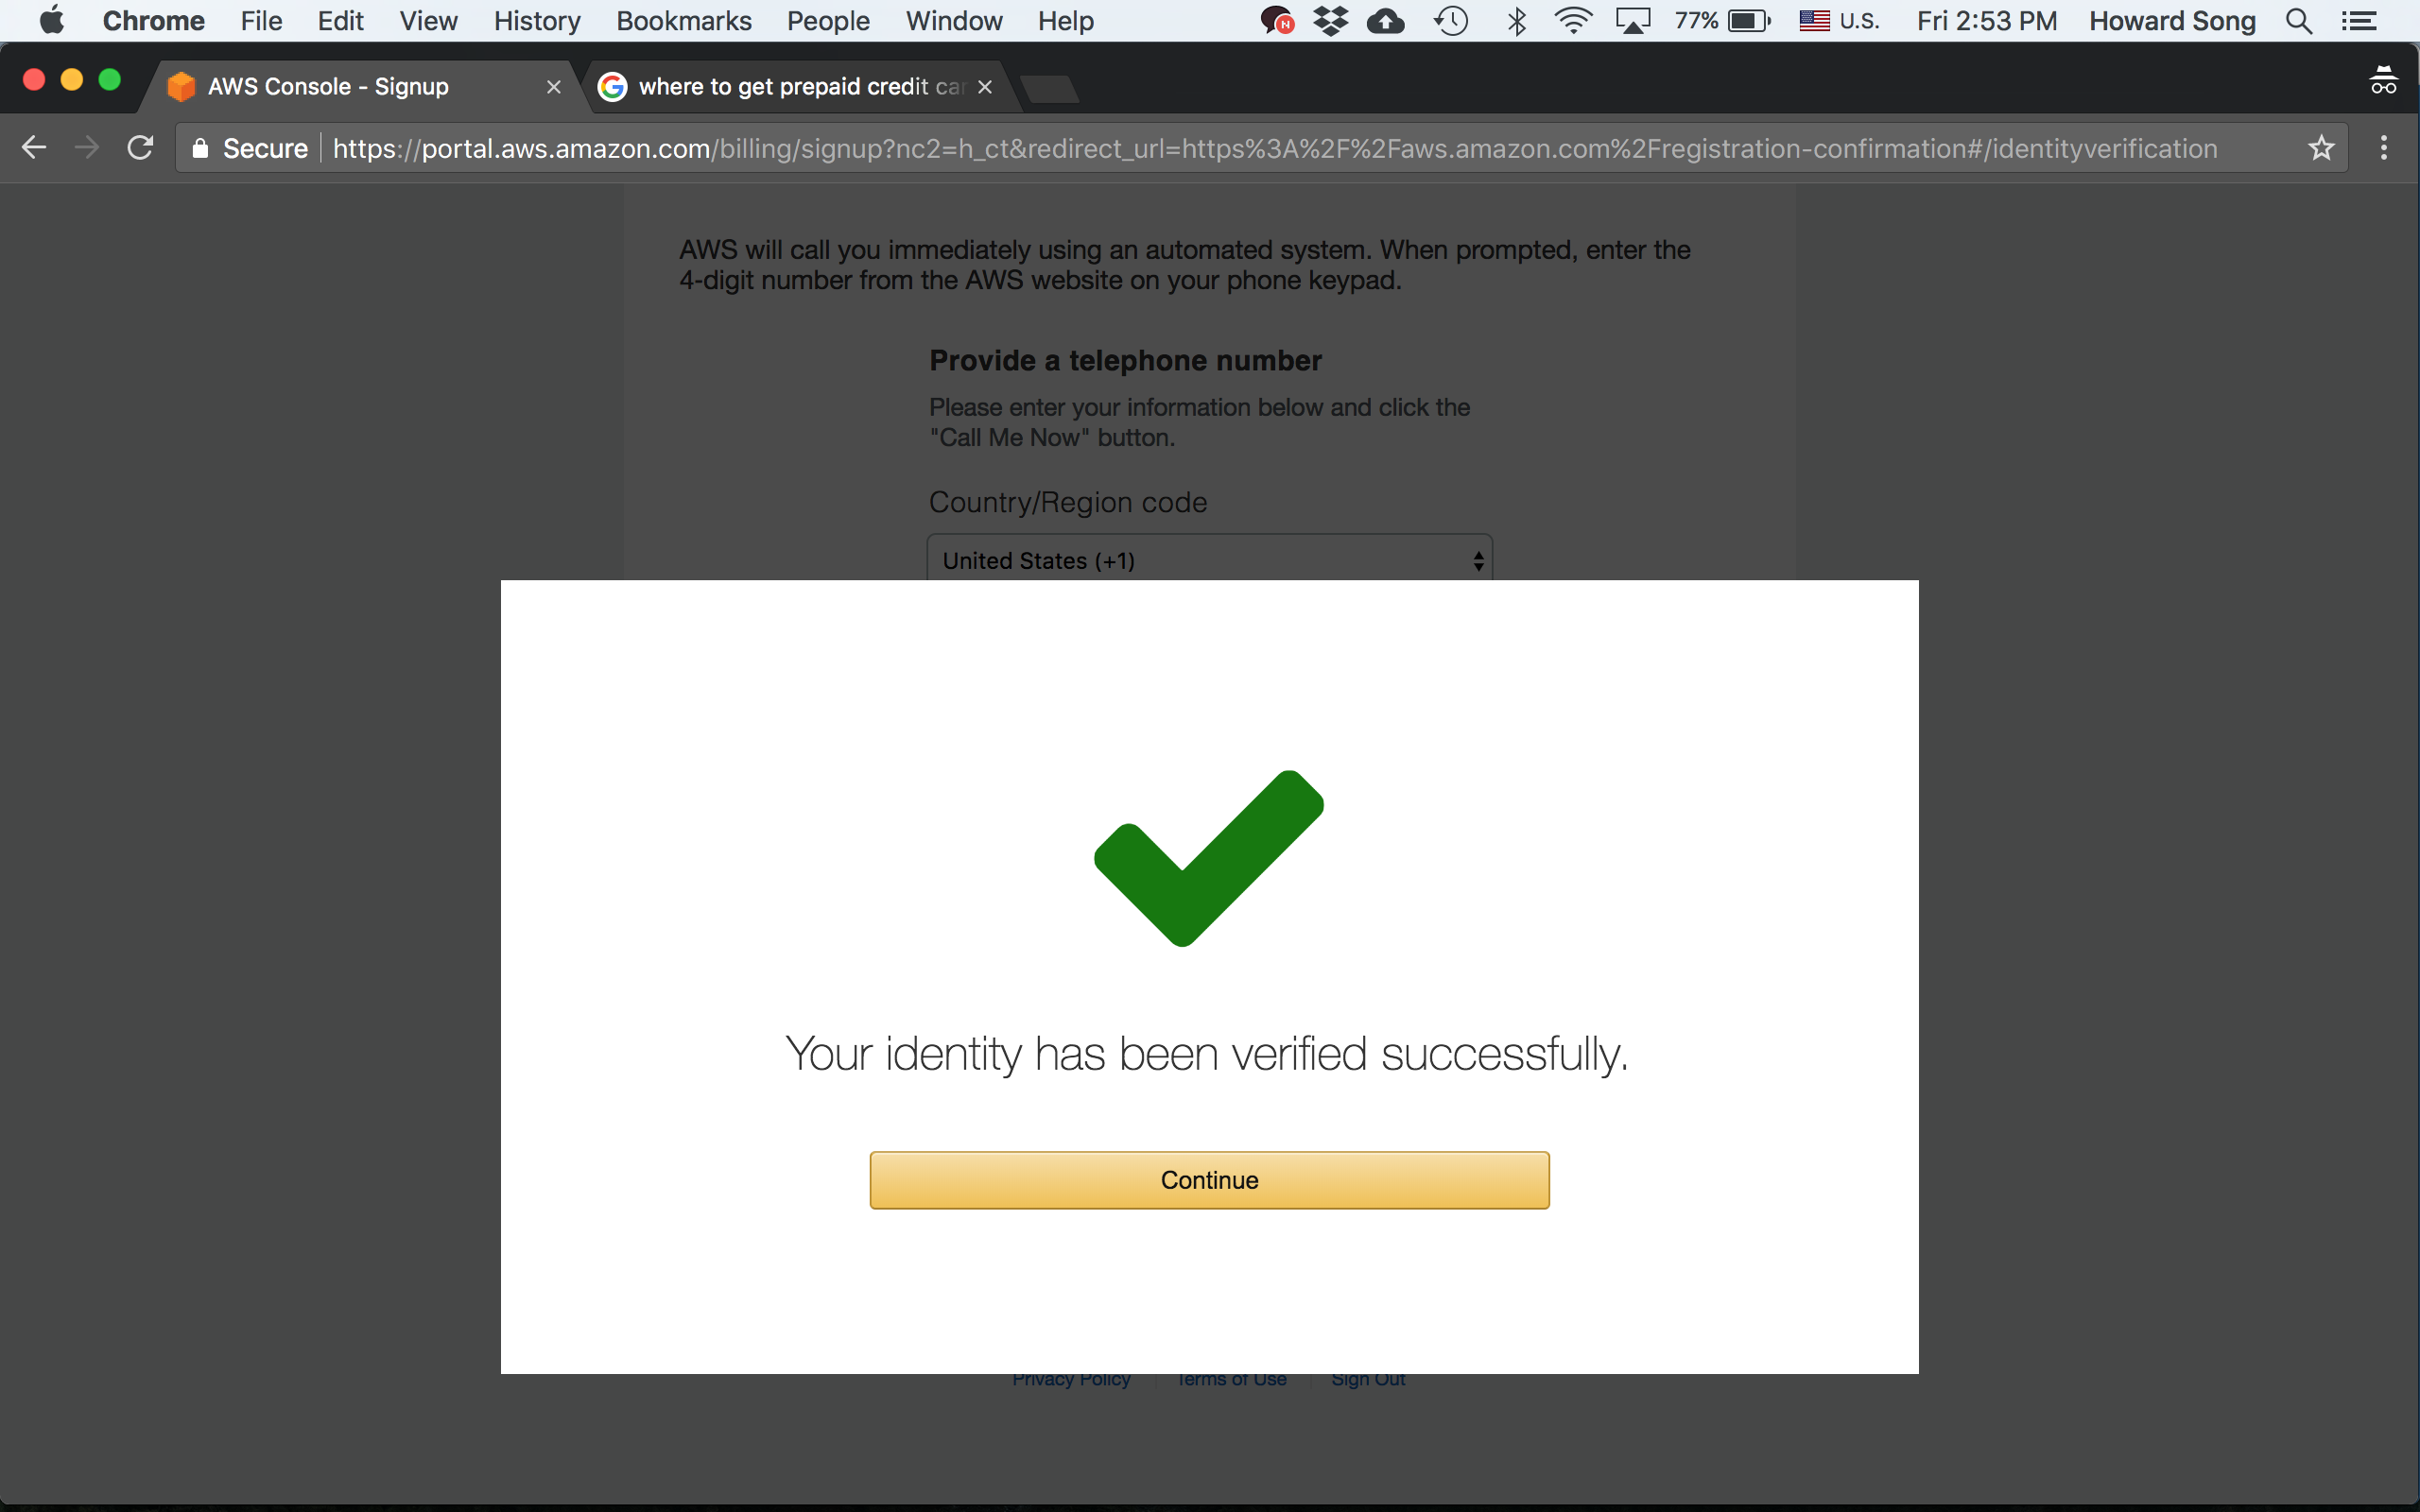 Chrome File Edit View History Bookmarks People Window Help 77% U.S. Fri 2:53 PM Howard Song
AWS Console - Signup where to get prepaid credit car
Secure https://portal.aws.amazon.com/billing/signup?nc2=h_ct&redirect_url=https%3A%2F%2Faws.amazon.com%2Fregistration-confirmation#/identityverification
AWS will call you immediately using an automated system. When prompted, enter the
4-digit number from the AWS website on your phone keypad.
Provide a telephone number
Please enter your information below and click the
"Call Me Now" button.
Country/Region code
United States (+1)
Your identity has been verified successfully.
Continue
Privacy Policy Terms of Use Sign Out